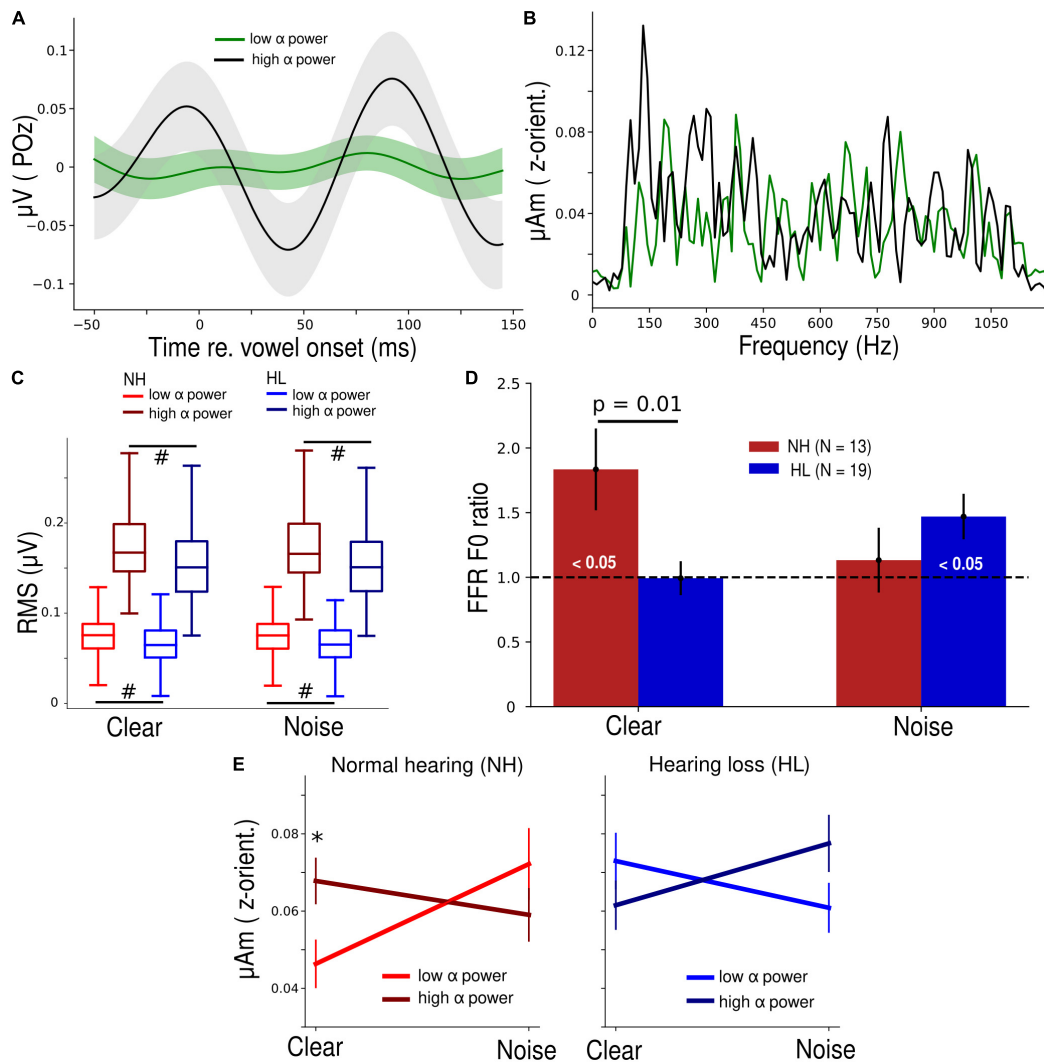 A
low α power
high α power
0.1
0.05
0
−0.05
−0.1
μV ( POz)
−50
0
50
100
150
Time re. vowel onset (ms)
B
0.12
0.08
0.04
0
μAm ( z-orient.)
0 150 300 450 600 750 900 1050
Frequency (Hz)
C
NH
low α power
high α power
HL
low α power
high α power
# #
0.2
0.1
0
RMS (μV)
# #
Clear Noise
D
2.5
2.0
1.5
1.0
0.5
0
FFR F0 ratio
p = 0.01
NH (N = 13)
HL (N = 19)
< 0.05
< 0.05
Clear Noise
E
Normal hearing (NH)
Hearing loss (HL)
0.08
0.06
0.04
μAm ( z-orient.)
*
low α power
high α power
low α power
high α power
Clear Noise
Clear Noise